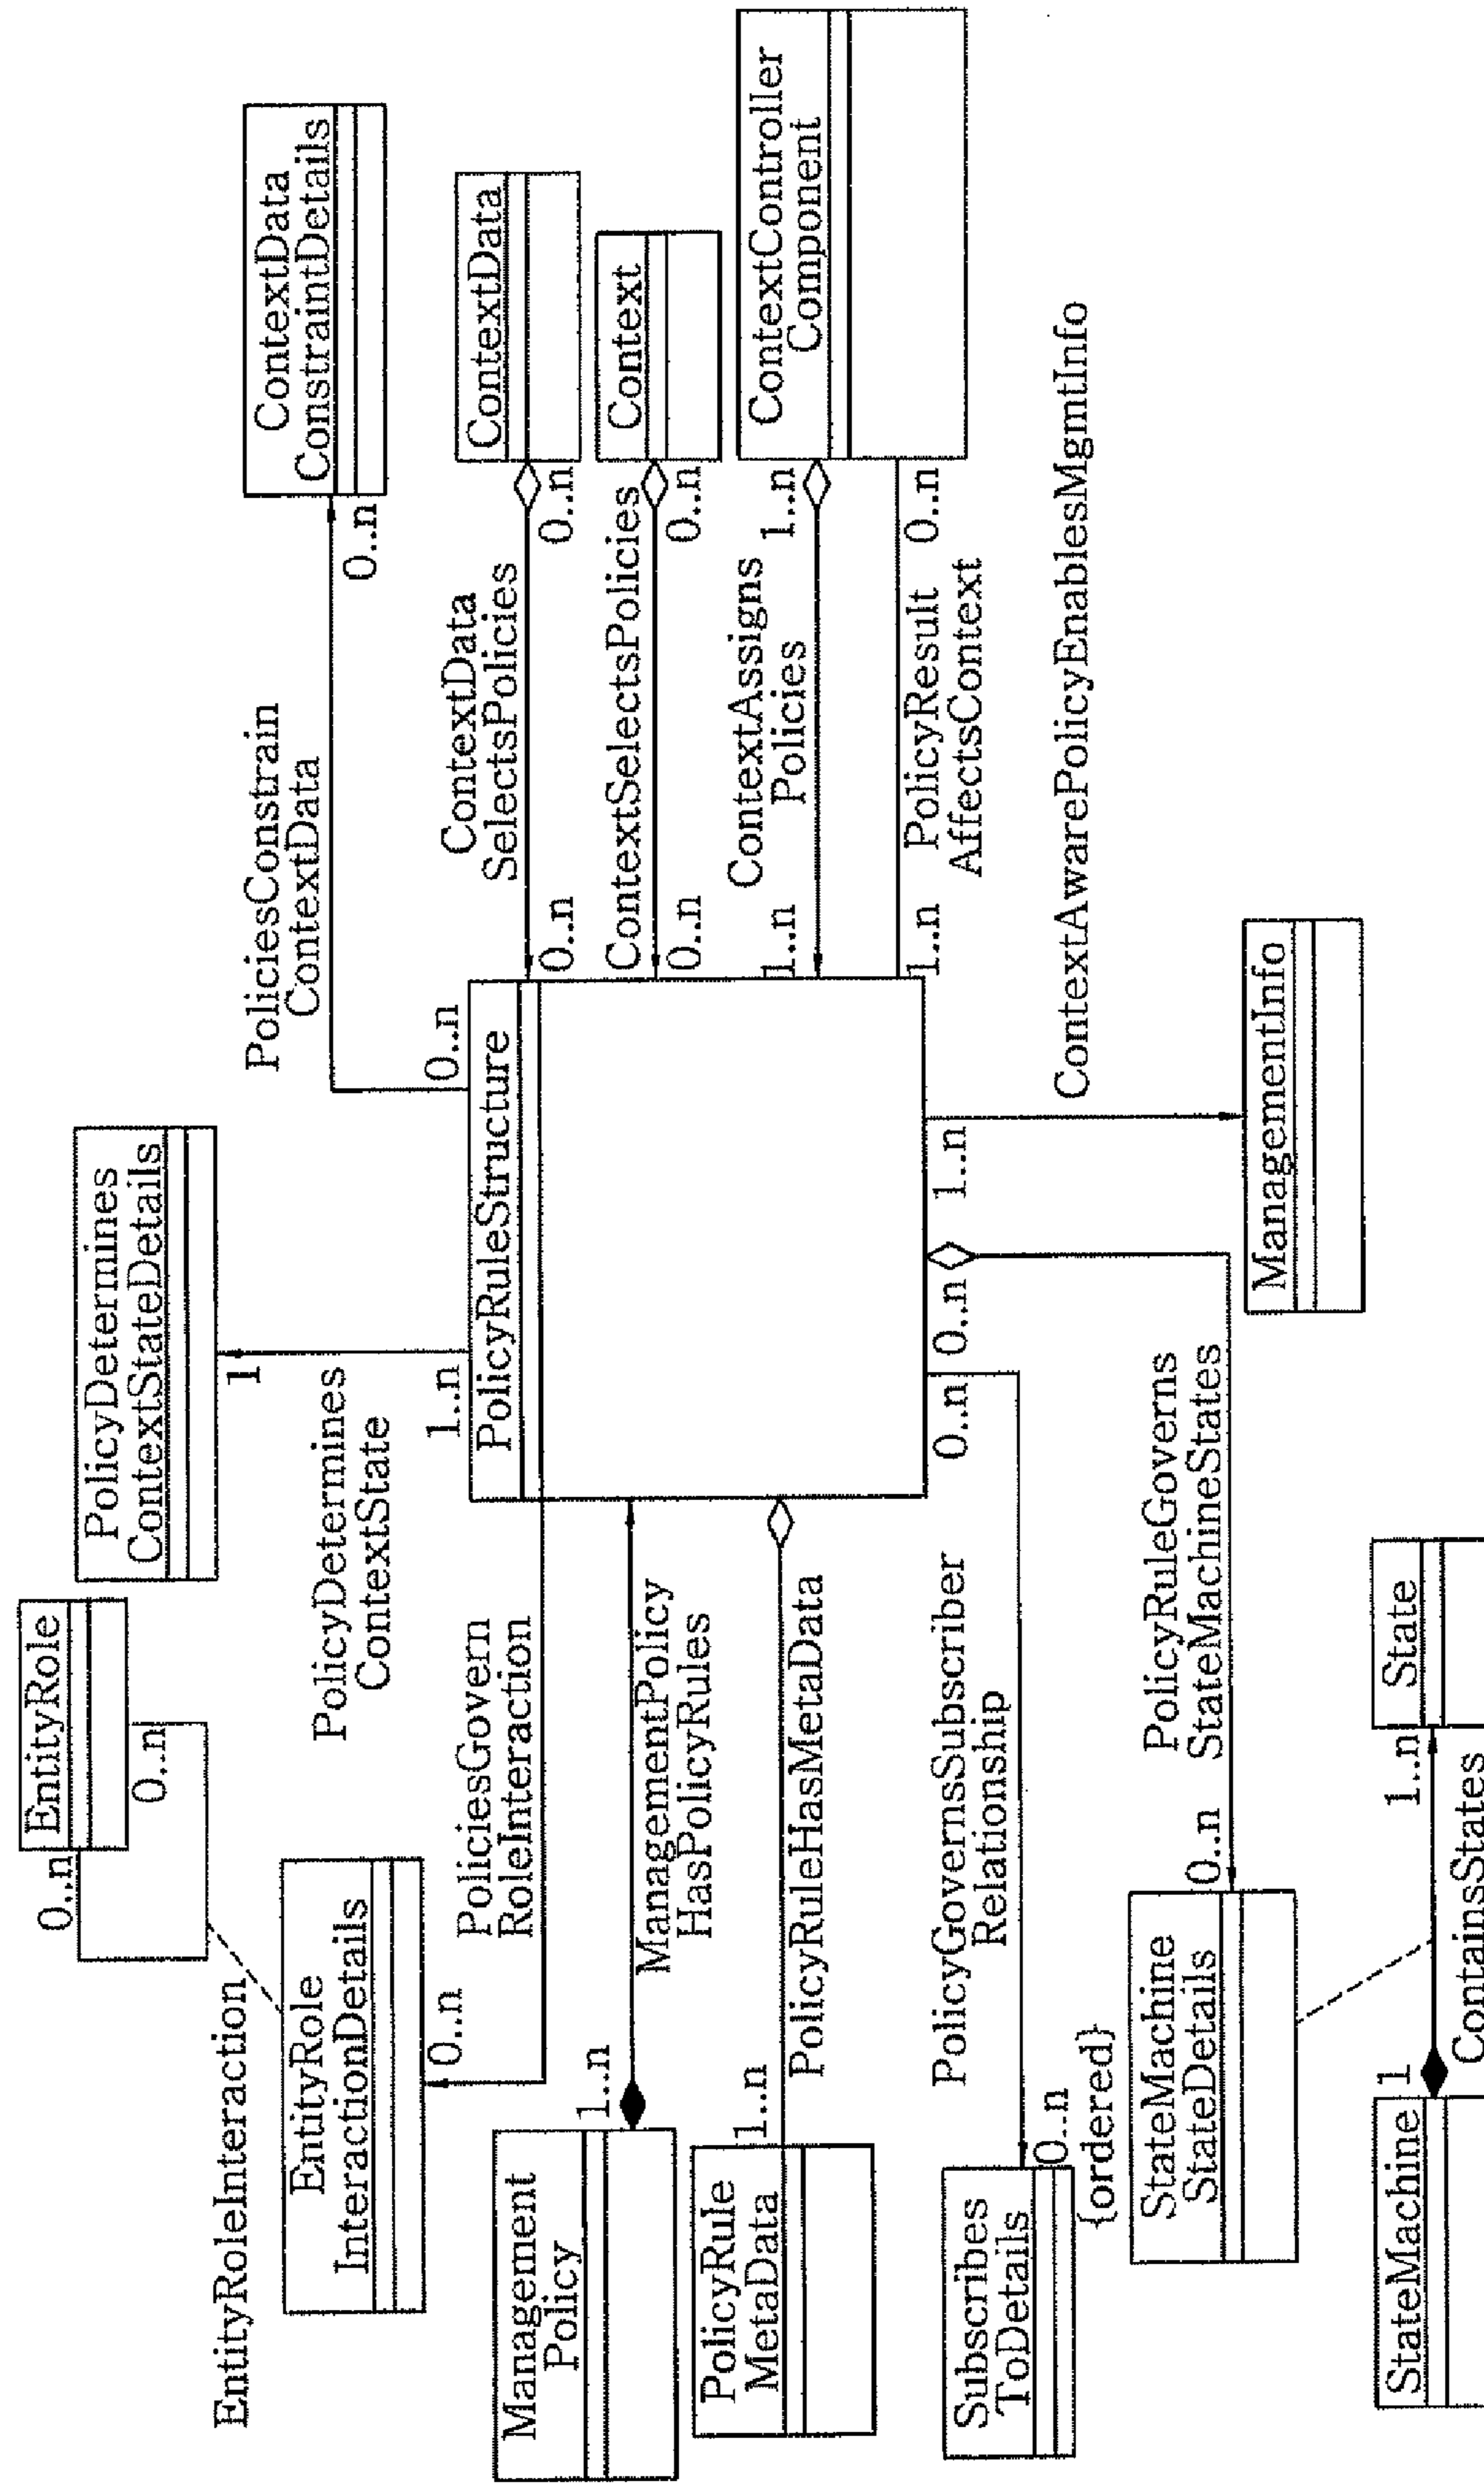 EntityRoleInteraction
0..n
EntityRole
0..n
EntityRole
InteractionDetails
0..n
PoliciesGovern
RoleInteraction
PolicyDetermines
ContextStateDetails
1
PolicyDetermines
ContextState
1..n
PoliciesConstrain
ContextData
0..n
0..n
ContextData
ConstraintDetails
PolicyRuleStructure
Management
Policy
1..n
ManagementPolicy
HasPolicyRules
PolicyRule
MetaData
1..n
PolicyRuleHasMetaData
ContextData
SelectsPolicies
0..n
0..n
ContextData
ContextSelectsPolicies
0..n
0..n
Context
ContextAssigns
Policies
1..n
1..n
ContextController
Component
1..n
PolicyResult
AffectsContext
0..n
Subscribes
ToDetails
0..n
{ordered}
PolicyGovernsSubscriber
Relationship
0..n
0..n
1..n
ContextAwarePolicyEnablesMgmtInfo
StateMachine
StateDetails
0..n
PolicyRuleGoverns
StateMachineStates
ManagementInfo
StateMachine
1
ContainsStates
1..n
State